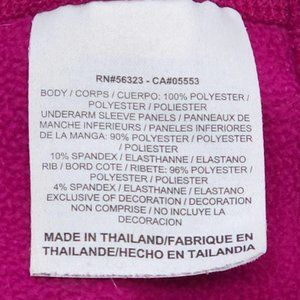 RN#56323 - CA#05553
BODY / CORPS / CUERPO: 100% POLYESTER /
POLYESTER / POLIESTER
UNDERARM SLEEVE PANELS / PANNEAUX DE
MANCHE INFERIEURS / PANELES INFERIORES
DE LA MANGA: 90% POLYESTER / POLYESTER /
POLIESTER
10% SPANDEX / ELASTHANNE / ELASTANO
RIB / BORD COTE / RIBETE: 96% POLYESTER /
POLYESTER / POLIESTER
4% SPANDEX / ELASTHANNE / ELASTANO
EXCLUSIVE OF DECORATION / DECORATION
NON COMPRISE / NO INCLUYE LA
DECORACION
MADE IN THAILAND/FABRIQUE EN
THAILANDE/HECHO EN TAILANDIA